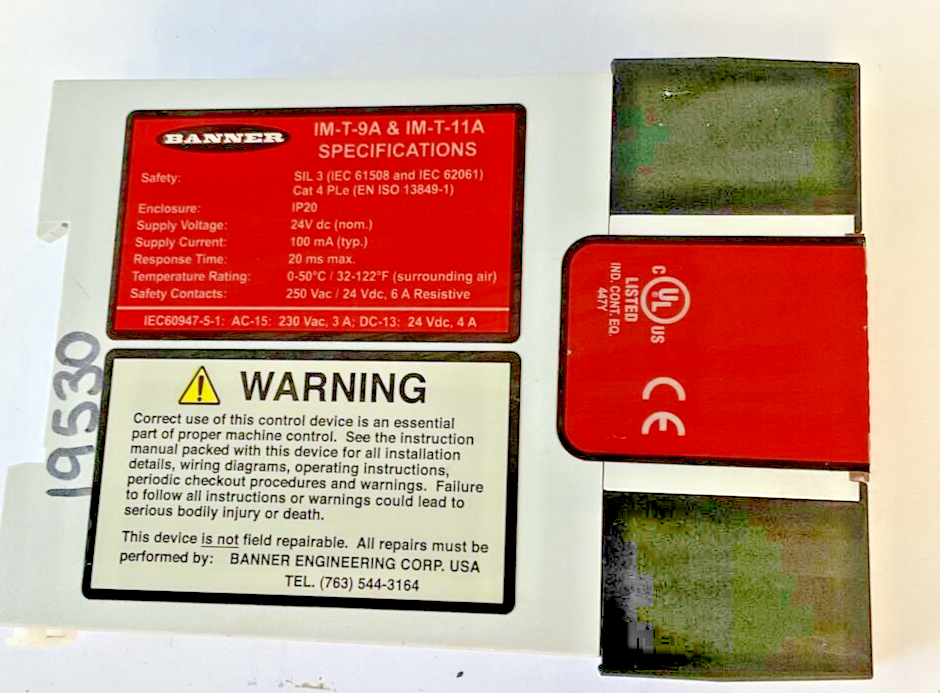 BANNER
IM-T-9A & IM-T-11A
SPECIFICATIONS
Safety: SIL 3 (IEC 61508 and IEC 62061)
Cat 4 PLe (EN ISO 13849-1)
Enclosure: IP20
Supply Voltage: 24V dc (nom.)
Supply Current: 100 mA (typ.)
Response Time: 20 ms max.
Temperature Rating: 0-50°C / 32-122°F (surrounding air)
Safety Contacts: 250 Vac / 24 Vdc, 6 A Resistive
IEC60947-5-1: AC-15: 230 Vac, 3 A; DC-13: 24 Vdc, 4 A
WARNING
Correct use of this control device is an essential
part of proper machine control. See the instruction
manual packed with this device for all installation
details, wiring diagrams, operating instructions,
periodic checkout procedures and warnings. Failure
to follow all instructions or warnings could lead to
serious bodily injury or death.
This device is not field repairable. All repairs must be
performed by: BANNER ENGINEERING CORP. USA
TEL. (763) 544-3164
19530
C UL US
®
LISTED
IND. CONT. EQ.
447Y
CE